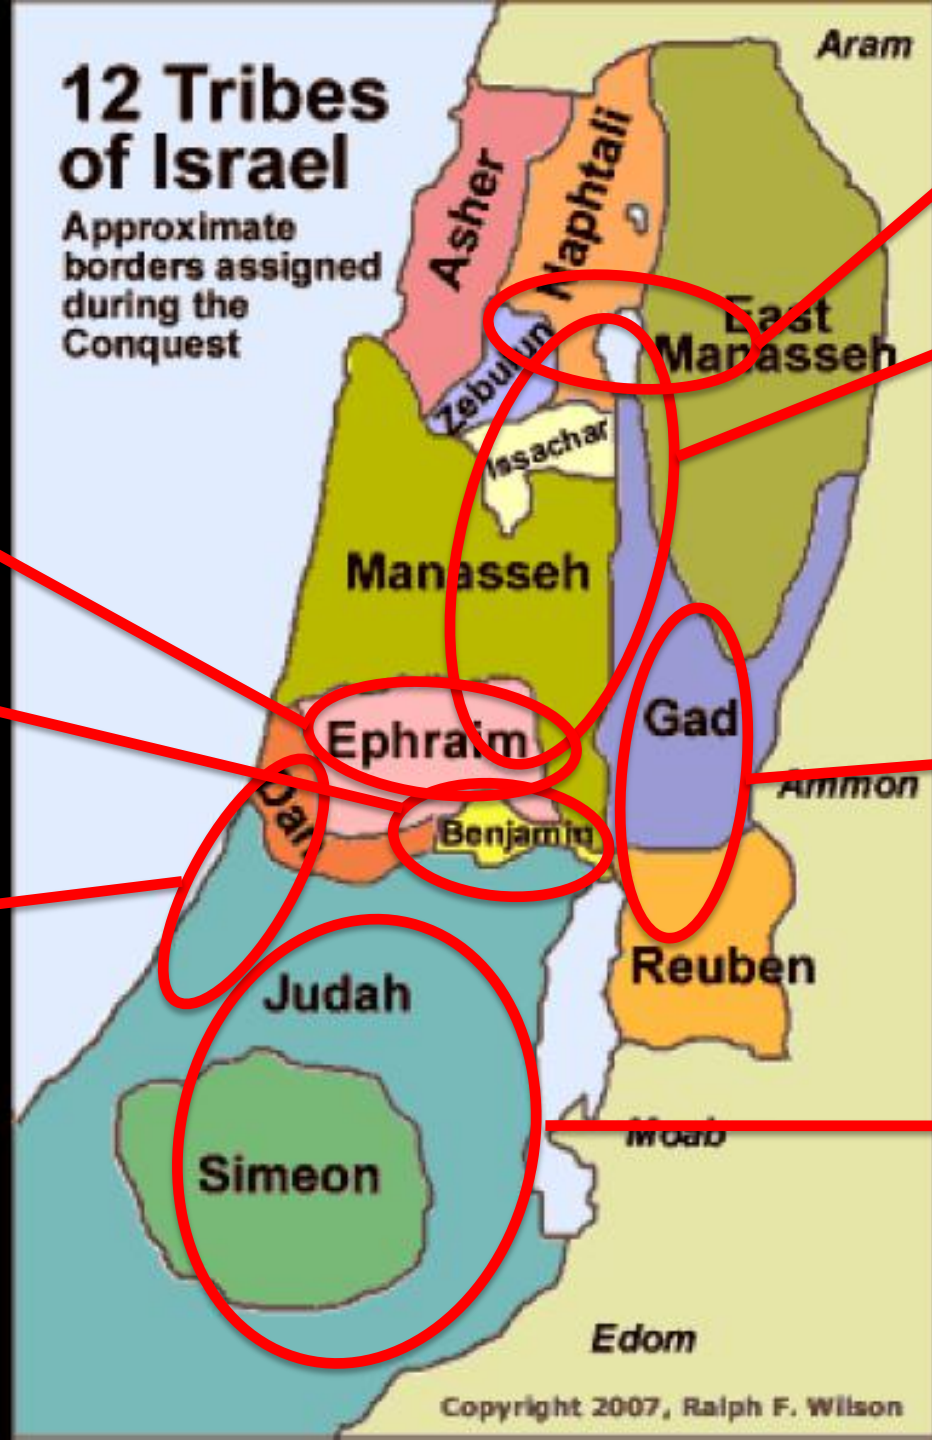 12 Tribes
of Israel
Approximate
borders assigned
during the
Conquest
Aram
Asher
Naphtali
East
Manasseh
Zebulun
Issachar
Manasseh
Ephraim
Gad
Ammon
Dan
Benjamin
Reuben
Judah
Moab
Simeon
Edom
Copyright 2007, Ralph F. Wilson